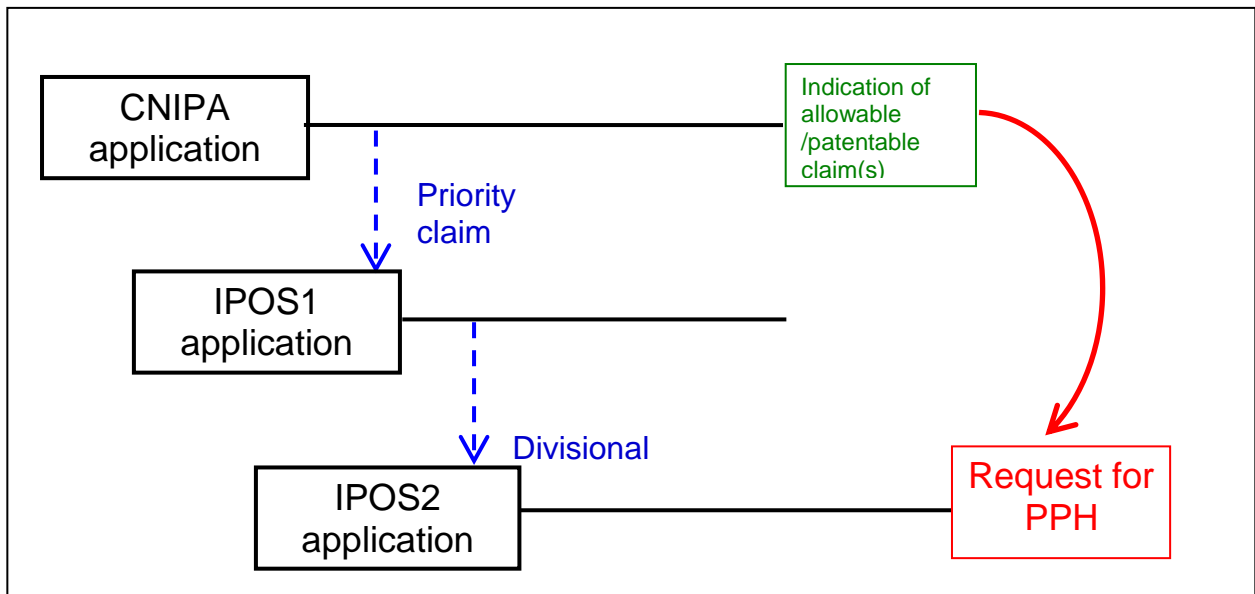 CNIPA
application
Indication of
allowable
/patentable
claim(s)
Priority
claim
IPOS1
application
Divisional
IPOS2
application
Request for
PPH